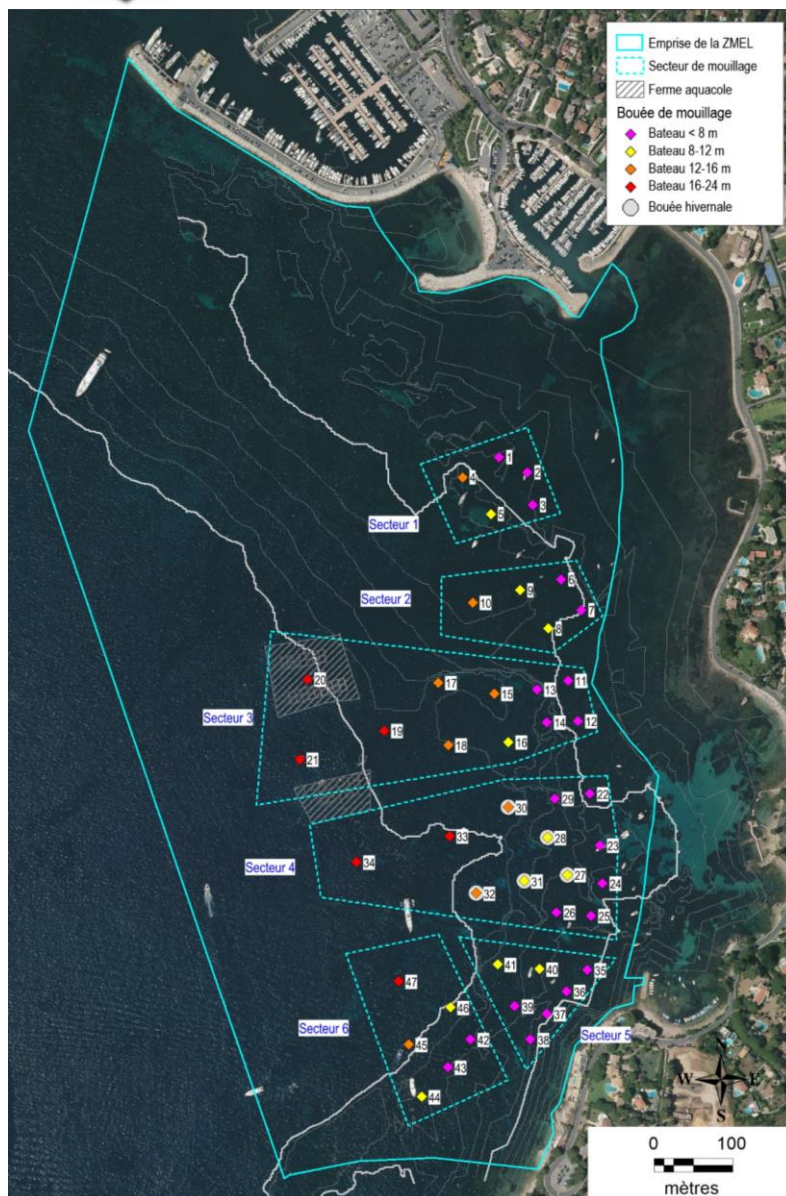 Emprise de la ZMEL
Secteur de mouillage
Ferme aquacole
Bouée de mouillage
Bateau < 8 m
Bateau 8-12 m
Bateau 12-16 m
Bateau 16-24 m
Bouée hivernale
1
2
4
3
5
Secteur 1
6
9
Secteur 2
10
7
8
20
17
11
13
15
Secteur 3
14
12
19
16
18
21
22
29
30
33
28
23
34
Secteur 4
27
31
24
32
26
25
41
40
35
47
36
39
46
37
Secteur 6
Secteur 5
42
38
45
43
44
N
W
E
S
0
100
mètres